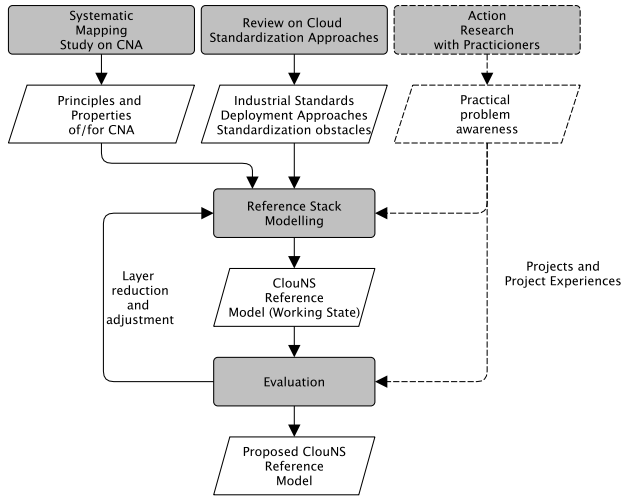 Systematic
Mapping
Study on CNA
Review on Cloud
Standardization Approaches
Action
Research
with Practicioners
Principles and
Properties
of/for CNA
Industrial Standards
Deployment Approaches
Standardization obstacles
Practical
problem
awareness
Reference Stack
Modelling
Layer
reduction
and
adjustment
Projects and
Project Experiences
ClouNS
Reference
Model (Working State)
Evaluation
Proposed ClouNS
Reference
Model